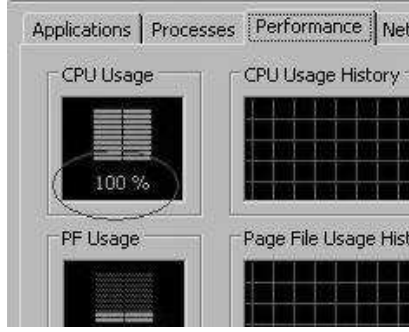 Applications Processes Performance Net
CPU Usage CPU Usage History
100 %
PF Usage Page File Usage Hist